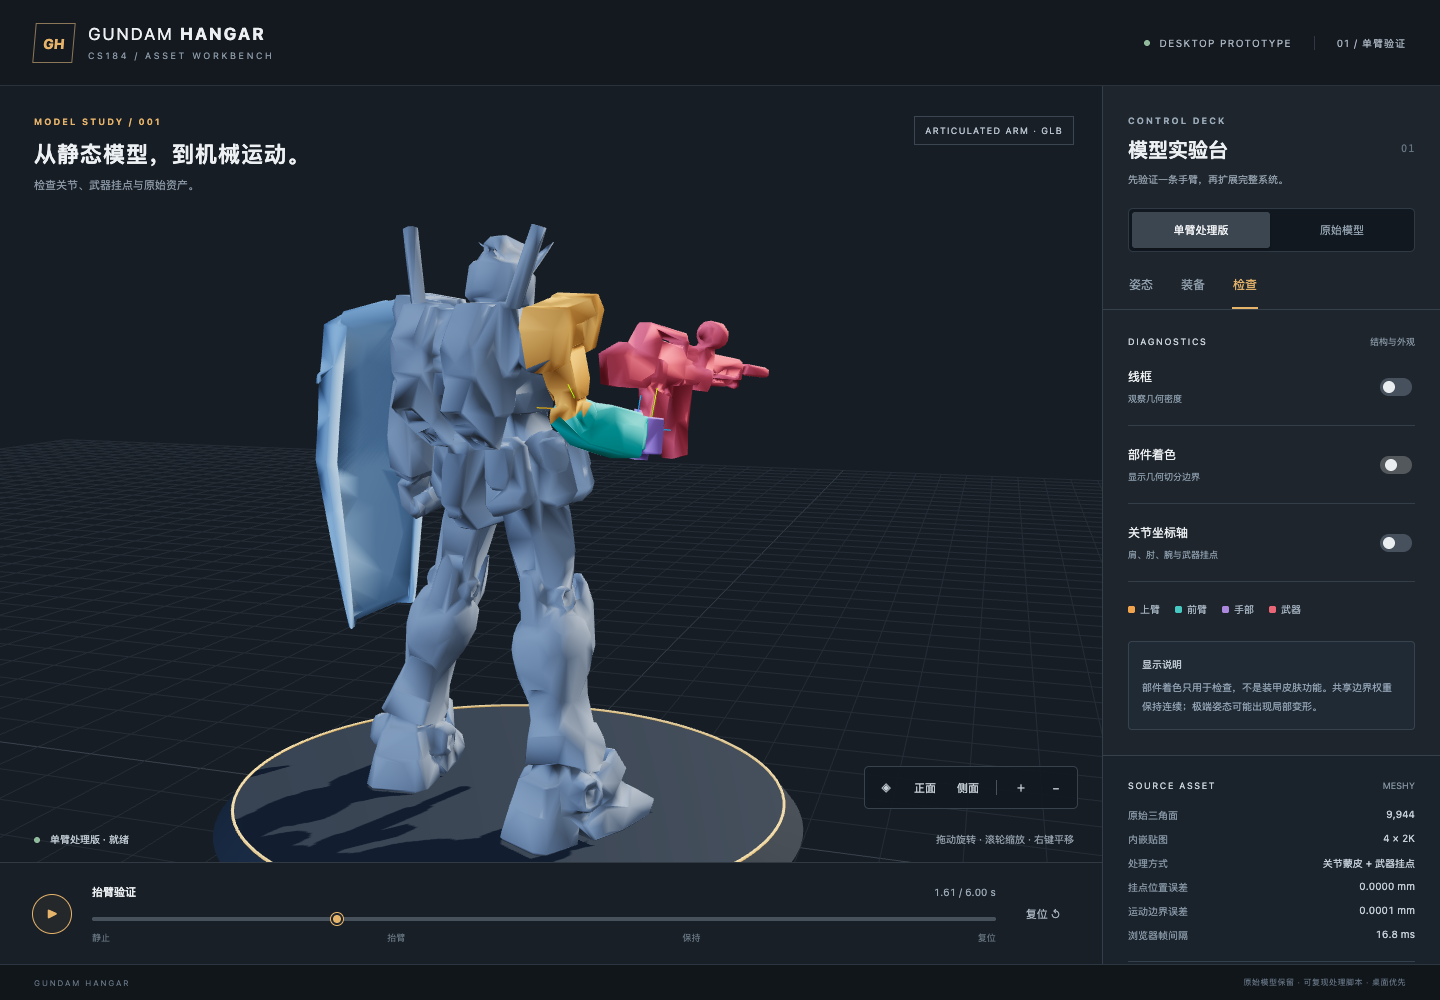 GH
GUNDAM HANGAR
CS184 / ASSET WORKBENCH
DESKTOP PROTOTYPE
01 / 单臂验证
MODEL STUDY / 001
从静态模型，到机械运动。
检查关节、武器挂点与原始资产。
ARTICULATED ARM · GLB
正面 侧面 + −
单臂处理版 · 就绪
拖动旋转 · 滚轮缩放 · 右键平移
抬臂验证
1.61 / 6.00 s
静止 抬臂 保持 复位
复位
CONTROL DECK
模型实验台
01
先验证一条手臂，再扩展完整系统。
单臂处理版 原始模型
姿态 装备 检查
DIAGNOSTICS 结构与外观
线框
观察几何密度
部件着色
显示几何切分边界
关节坐标轴
肩、肘、腕与武器挂点
上臂 前臂 手部 武器
显示说明
部件着色只用于检查，不是装甲皮肤功能。共享边界权重
保持连续；极端姿态可能出现局部变形。
SOURCE ASSET MESHY
原始三角面 9,944
内嵌贴图 4 × 2K
处理方式 关节蒙皮 + 武器挂点
挂点位置误差 0.0000 mm
运动边界误差 0.0001 mm
浏览器帧间隔 16.8 ms
GUNDAM HANGAR
原始模型保留 · 可复现处理脚本 · 桌面优先